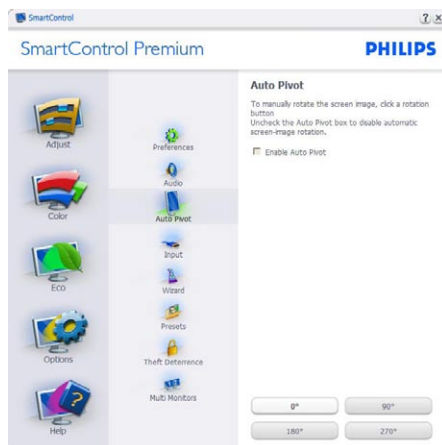 SmartControl
SmartControl Premium
PHILIPS
Adjust
Color
Eco
Options
Help
Preferences
Audio
Auto Pivot
Input
Wizard
Presets
Theft Deterrence
Multi Monitors
Auto Pivot
To manually rotate the screen image, click a rotation
button
Uncheck the Auto Pivot box to disable automatic
screen-image rotation.
Enable Auto Pivot
0°
90°
180°
270°